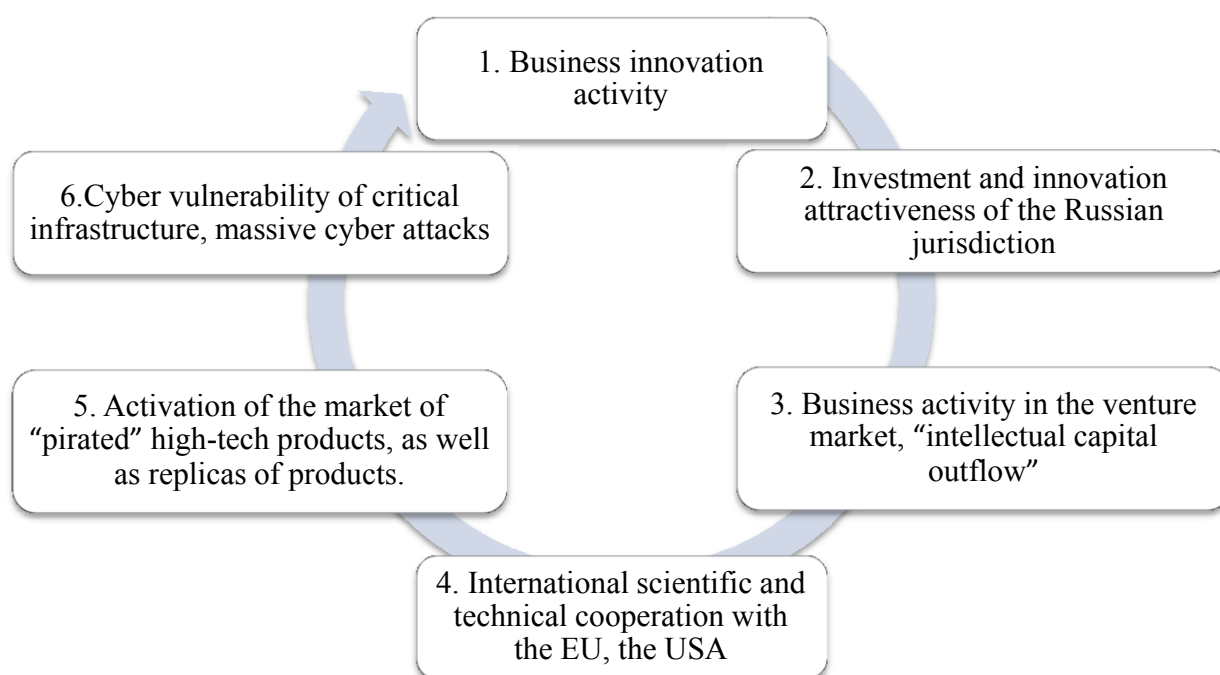 1. Business innovation
activity
2. Investment and innovation
attractiveness of the Russian
jurisdiction
3. Business activity in the venture
market, “intellectual capital
outflow”
4. International scientific and
technical cooperation with
the EU, the USA
5. Activation of the market of
“pirated” high-tech products, as well
as replicas of products.
6.Cyber vulnerability of critical
infrastructure, massive cyber attacks